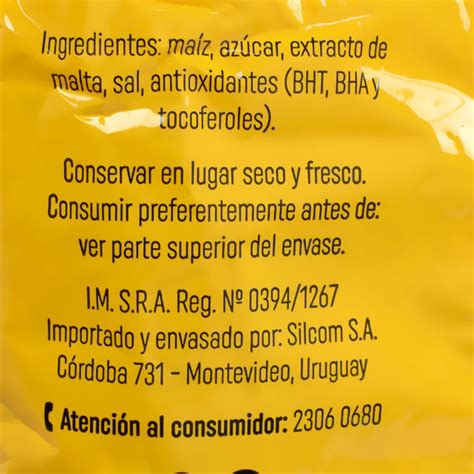 Ingredientes: maíz, azúcar, extracto de
malta, sal, antioxidantes (BHT, BHA y
tocoferoles).
Conservar en lugar seco y fresco.
Consumir preferentemente antes de:
ver parte superior del envase.
I.M. S.R.A. Reg. Nº 0394/1267
Importado y envasado por: Silcom S.A.
Córdoba 731 - Montevideo, Uruguay
Atención al consumidor: 2306 0680